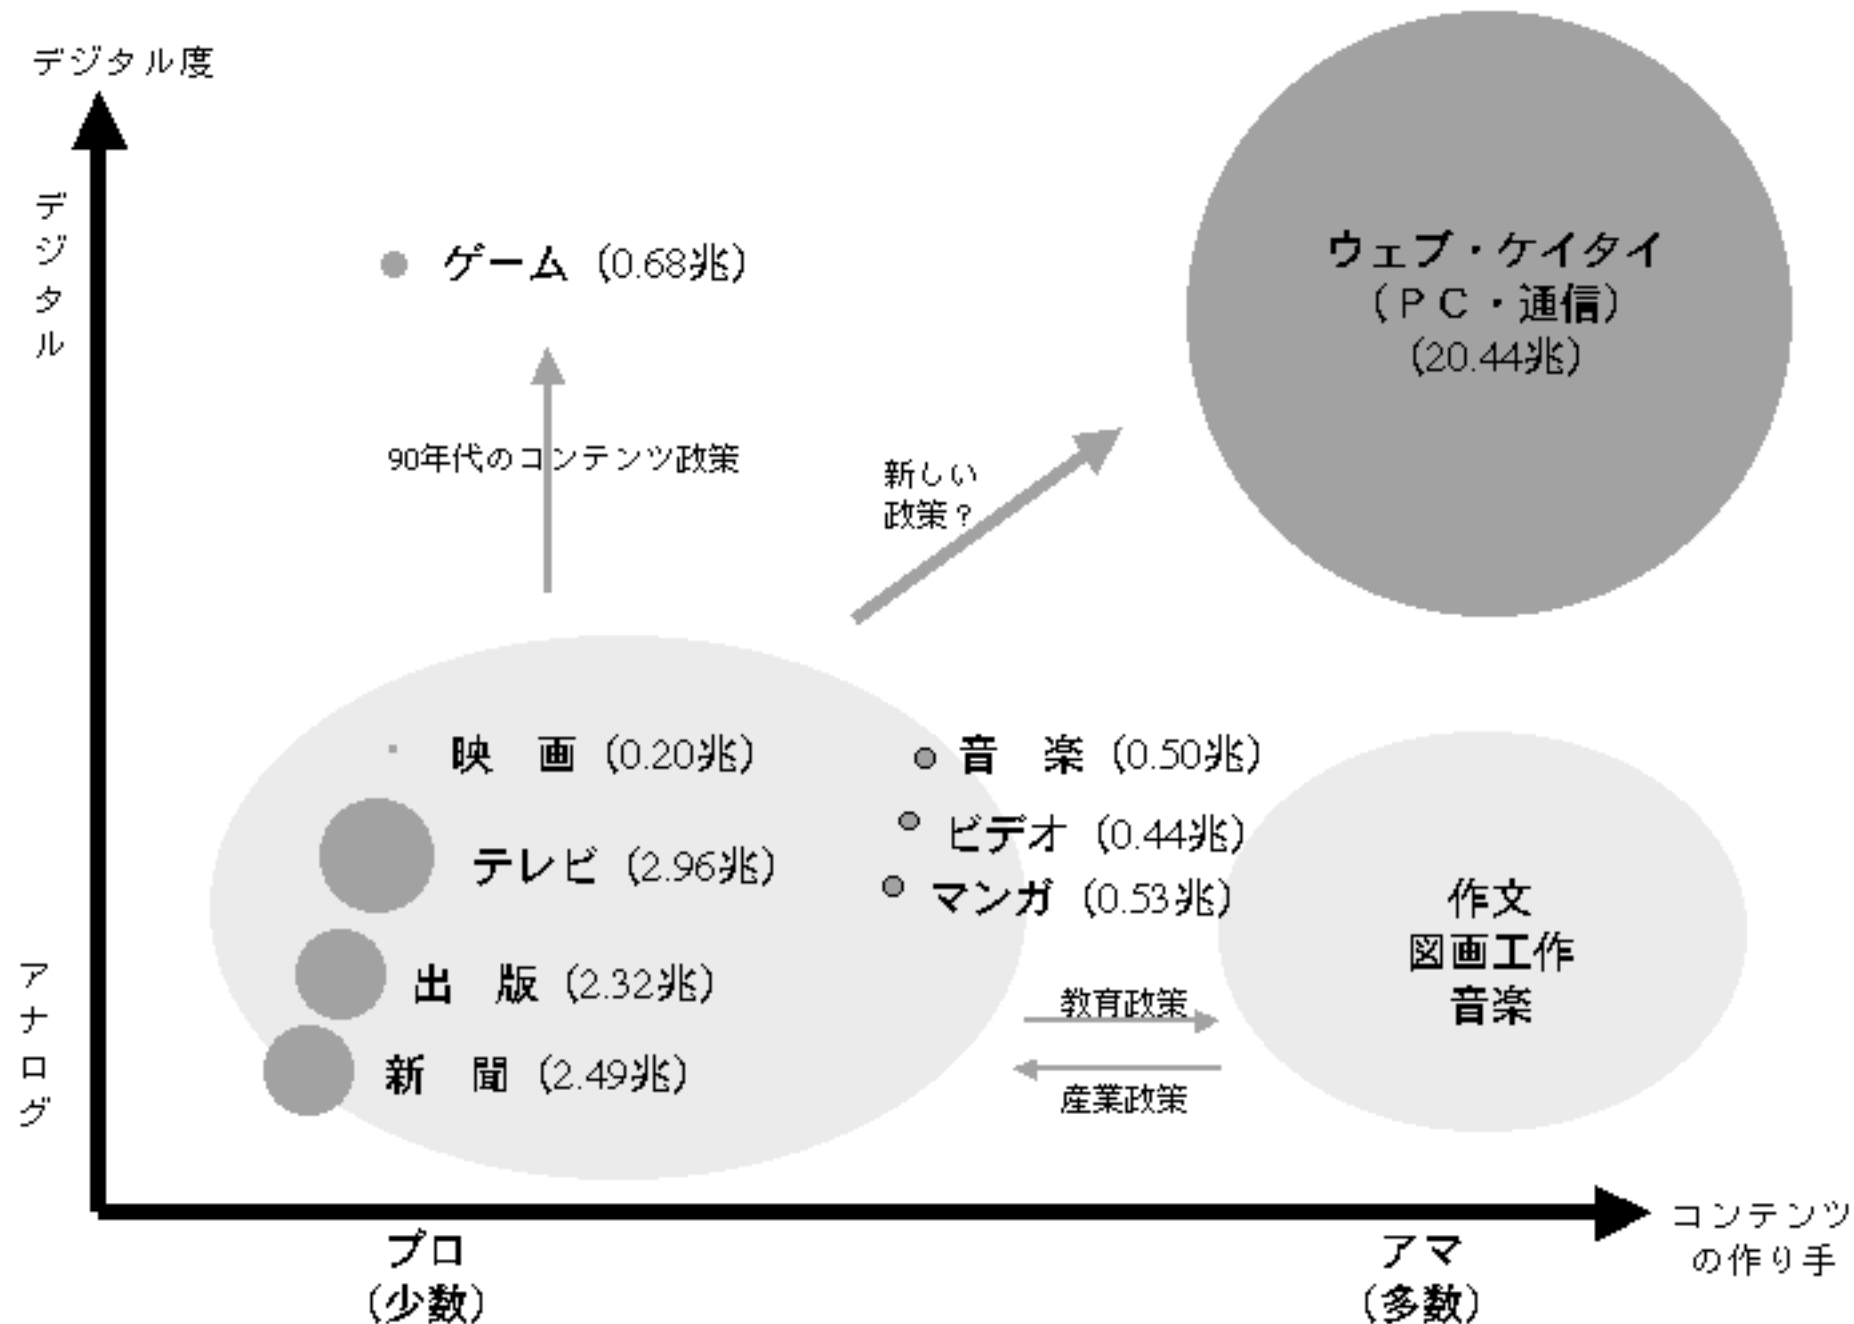 デジタル度
デジタル
ゲーム (0.68兆)
ウェブ・ケイタイ
(PC・通信)
(20.44兆)
90年代のコンテンツ政策
新しい
政策？
映　画 (0.20兆)
音　楽 (0.50兆)
ビデオ (0.44兆)
テレビ (2.96兆)
マンガ (0.53兆)
作文
図画工作
音楽
出　版 (2.32兆)
教育政策
新　聞 (2.49兆)
産業政策
アナログ
コンテンツ
の作り手
プロ
(少数)
アマ
(多数)